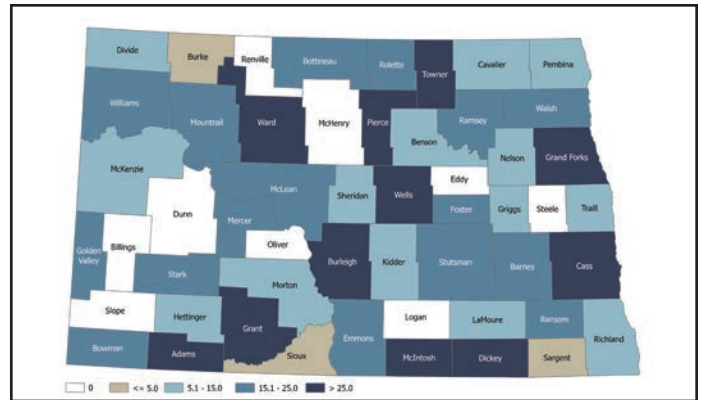 Divide
Burke
Renville
Bottineau
Rolette
Towner
Cavalier
Pembina
Williams
Mountrail
Ward
McHenry
Pierce
Benson
Ramsey
Walsh
McKenzie
Dunn
McLean
Sheridan
Wells
Eddy
Nelson
Grand Forks
Golden
Valley
Billings
Mercer
Oliver
Foster
Griggs
Steele
Traill
Stark
Morton
Burleigh
Kidder
Stutsman
Barnes
Cass
Slope
Hettinger
Grant
Sioux
Emmons
Logan
LaMoure
Ransom
Richland
Bowman
Adams
McIntosh
Dickey
Sargent
0 <= 5.0 5.1 - 15.0 15.1 - 25.0 > 25.0